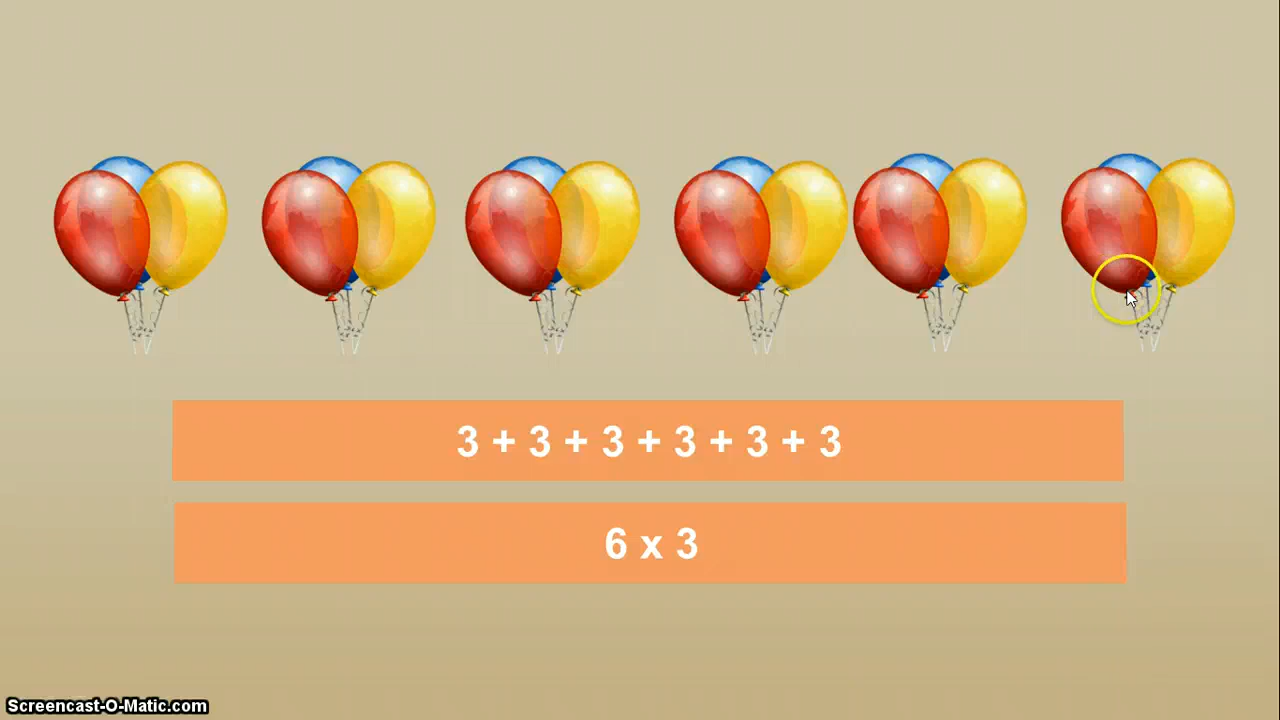 3 + 3 + 3 + 3 + 3 + 3
6 x 3
Screencast-O-Matic.com